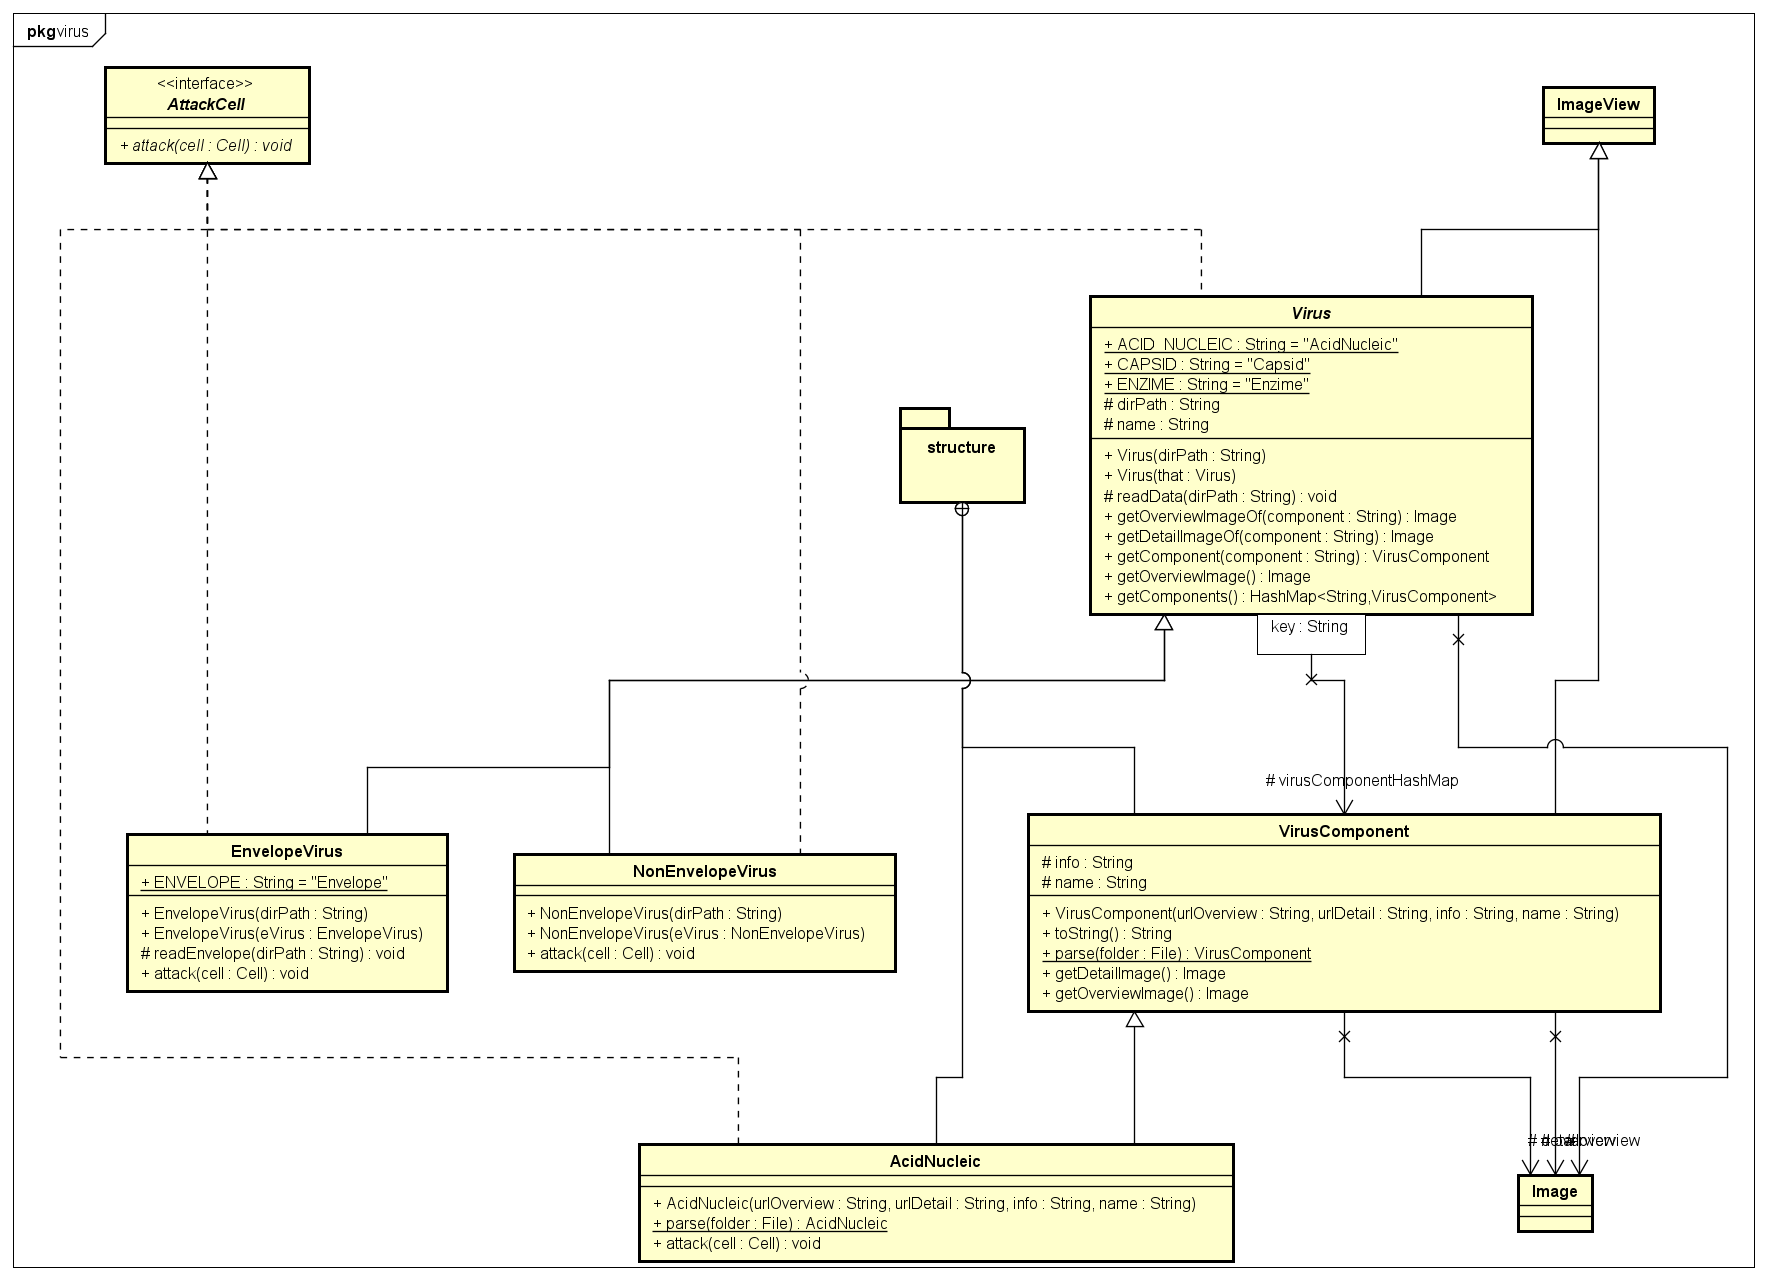 pkg virus
<<interface>>
AttackCell
+ attack(cell : Cell) : void
ImageView
Virus
+ ACID_NUCLEIC : String = "AcidNucleic"
+ CAPSID : String = "Capsid"
+ ENZIME : String = "Enzime"
# dirPath : String
# name : String
+ Virus(dirPath : String)
+ Virus(that : Virus)
# readData(dirPath : String) : void
+ getOverviewImageOf(component : String) : Image
+ getDetailImageOf(component : String) : Image
+ getComponent(component : String) : VirusComponent
+ getOverviewImage() : Image
+ getComponents() : HashMap<String,VirusComponent>
key : String
structure
# virusComponentHashMap
EnvelopeVirus
+ ENVELOPE : String = "Envelope"
+ EnvelopeVirus(dirPath : String)
+ EnvelopeVirus(eVirus : EnvelopeVirus)
# readEnvelope(dirPath : String) : void
+ attack(cell : Cell) : void
NonEnvelopeVirus
+ NonEnvelopeVirus(dirPath : String)
+ NonEnvelopeVirus(eVirus : NonEnvelopeVirus)
+ attack(cell : Cell) : void
VirusComponent
# info : String
# name : String
+ VirusComponent(urlOverview : String, urlDetail : String, info : String, name : String)
+ toString() : String
+ parse(folder : File) : VirusComponent
+ getDetailImage() : Image
+ getOverviewImage() : Image
AcidNucleic
+ AcidNucleic(urlOverview : String, urlDetail : String, info : String, name : String)
+ parse(folder : File) : AcidNucleic
+ attack(cell : Cell) : void
Image